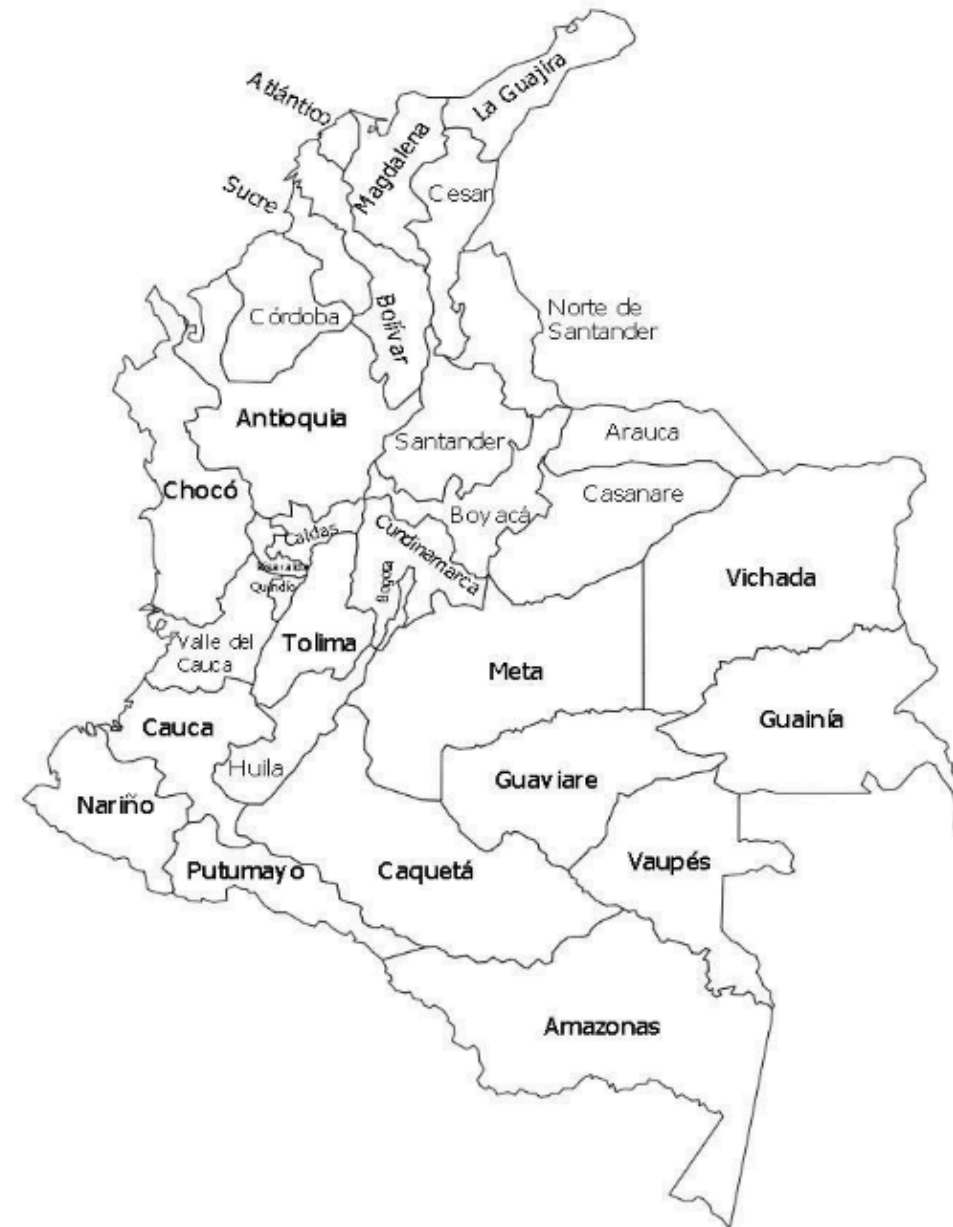 La Guajira
Atlántico
Magdalena
Cesar
Sucre
Bolívar
Norte de
Santander
Córdoba
Antioquia
Santander
Arauca
Chocó
Casanare
Boyacá
Caldas
Cundinamarca
Vichada
Quindío
Bogotá
Tolima
Valle del
Cauca
Meta
Guainía
Cauca
Huila
Guaviare
Nariño
Putumayo
Caquetá
Vaupés
Amazonas